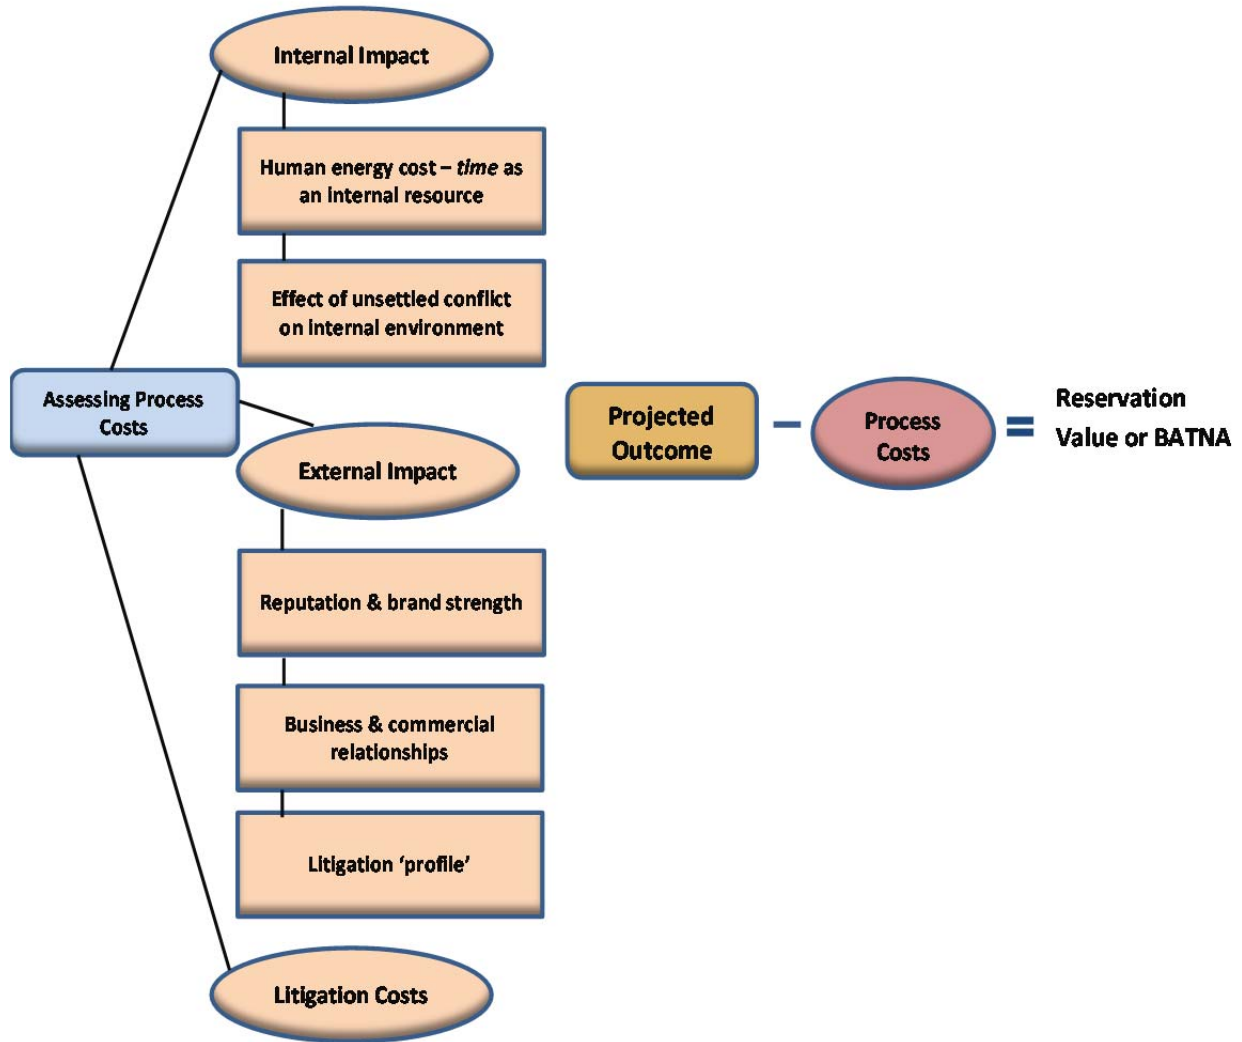 Internal Impact
Human energy cost – time as
an internal resource
Effect of unsettled conflict
on internal environment
Assessing Process
Costs
External Impact
Reputation & brand strength
Business & commercial
relationships
Litigation ‘profile’
Litigation Costs
Projected
Outcome
–
Process
Costs
=
Reservation
Value or BATNA